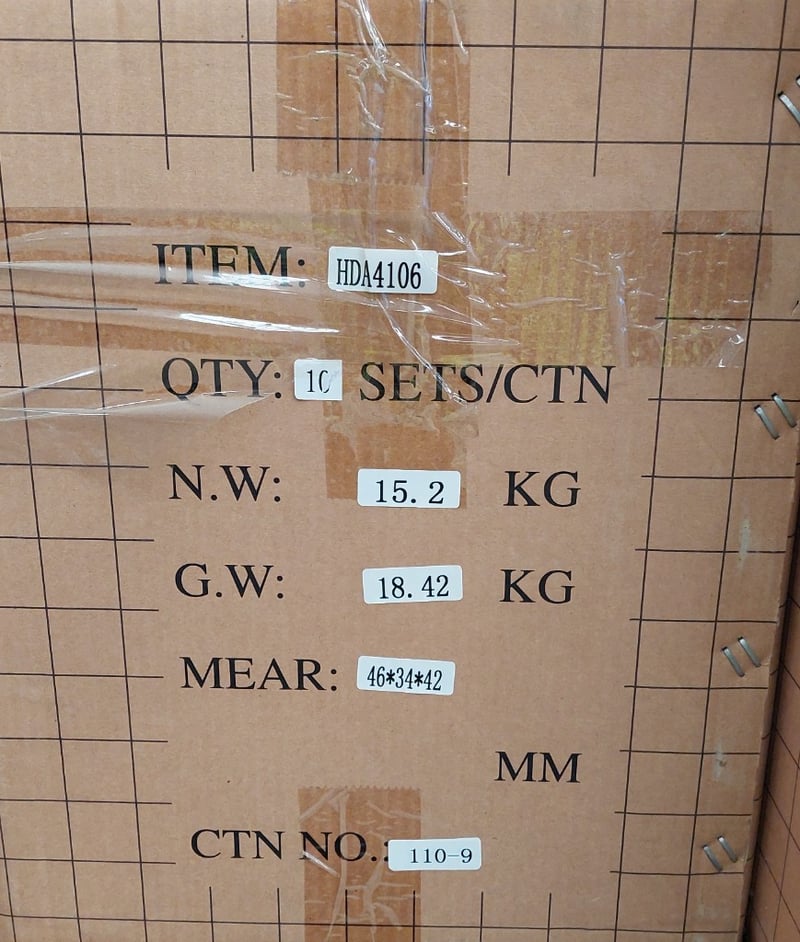 ITEM: HDA4106
QTY: 10 SETS/CTN
N.W: 15.2 KG
G.W: 18.42 KG
MEAR: 46*34*42
MM
CTN NO.: 110-9